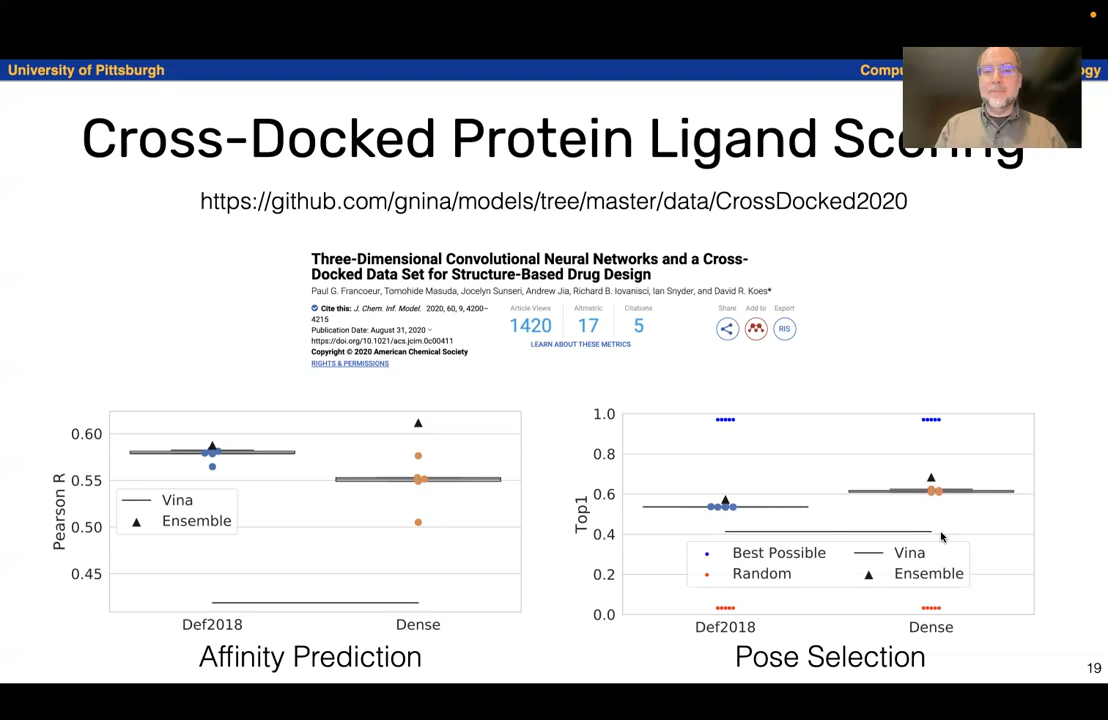 University of Pittsburgh
Compu
ogy
Cross-Docked Protein Ligand Scoring
https://github.com/gnina/models/tree/master/data/CrossDocked2020
Three-Dimensional Convolutional Neural Networks and a Cross-
Docked Data Set for Structure-Based Drug Design
Paul G. Francoeur, Tomohide Masuda, Jocelyn Sunseri, Andrew Jia, Richard B. Iovanisci, Ian Snyder, and David R. Koes*
Cite this: J. Chem. Inf. Model. 2020, 60, 9, 4200–
4215
Publication Date: August 31, 2020
https://doi.org/10.1021/acs.jcim.0c00411
Copyright © 2020 American Chemical Society
RIGHTS & PERMISSIONS
Article Views
1420
Altmetric
17
Citations
5
LEARN ABOUT THESE METRICS
Share
Add to
Export
RIS
Pearson R
0.60
0.55
0.50
0.45
Vina
Ensemble
Def2018
Dense
Affinity Prediction
Top1
1.0
0.8
0.6
0.4
0.2
0.0
Best Possible
Random
Vina
Ensemble
Def2018
Dense
Pose Selection
19